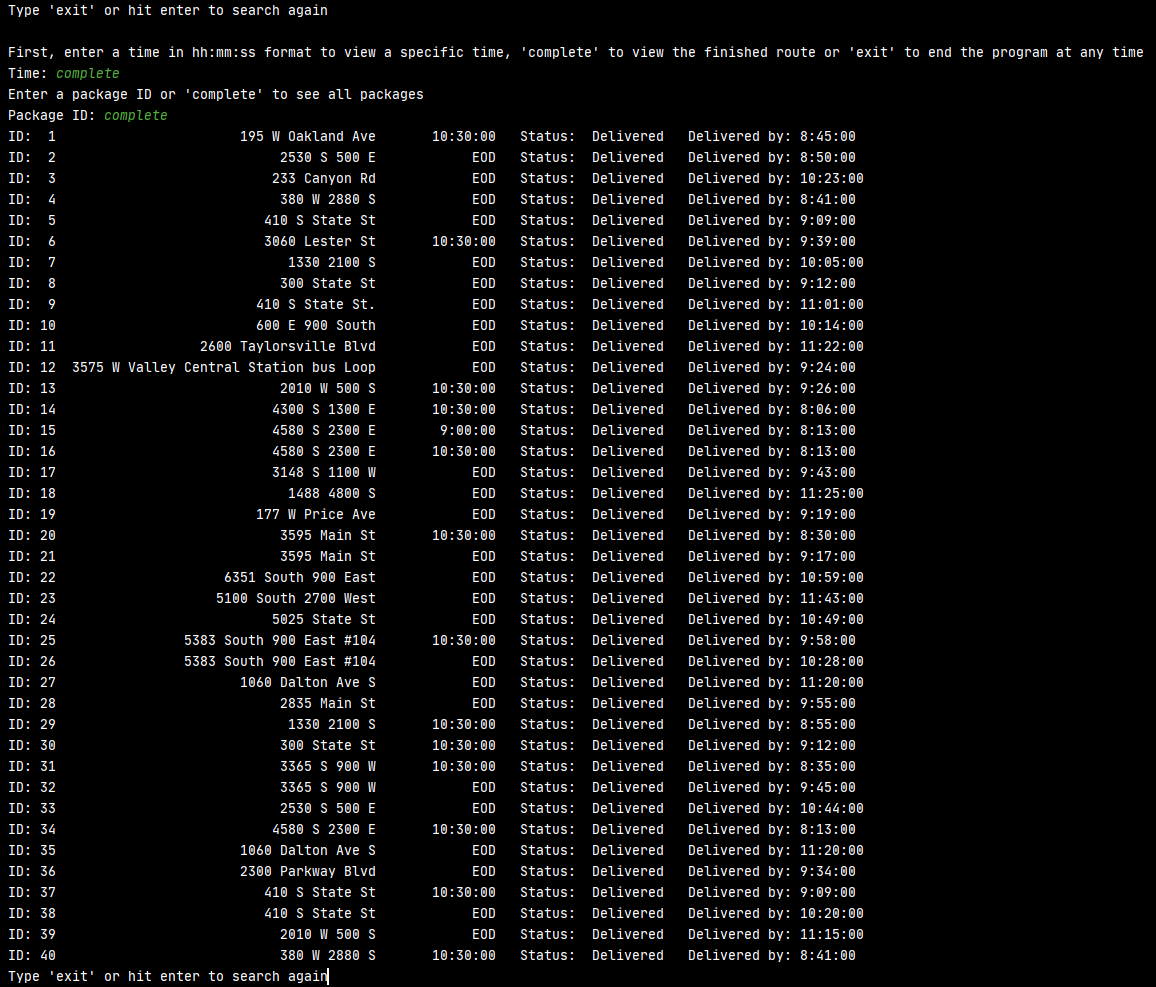 Type 'exit' or hit enter to search again
First, enter a time in hh:mm:ss format to view a specific time, 'complete' to view the finished route or 'exit' to end the program at any time
Time: complete
Enter a package ID or 'complete' to see all packages
Package ID: complete
ID:  1                       195 W Oakland Ave       10:30:00   Status:  Delivered   Delivered by: 8:45:00
ID:  2                            2530 S 500 E            EOD   Status:  Delivered   Delivered by: 8:50:00
ID:  3                           233 Canyon Rd            EOD   Status:  Delivered   Delivered by: 10:23:00
ID:  4                            380 W 2880 S            EOD   Status:  Delivered   Delivered by: 8:41:00
ID:  5                          410 S State St            EOD   Status:  Delivered   Delivered by: 9:09:00
ID:  6                          3060 Lester St       10:30:00   Status:  Delivered   Delivered by: 9:39:00
ID:  7                             1330 2100 S            EOD   Status:  Delivered   Delivered by: 10:05:00
ID:  8                            300 State St            EOD   Status:  Delivered   Delivered by: 9:12:00
ID:  9                         410 S State St.            EOD   Status:  Delivered   Delivered by: 11:01:00
ID: 10                         600 E 900 South            EOD   Status:  Delivered   Delivered by: 10:14:00
ID: 11                  2600 Taylorsville Blvd            EOD   Status:  Delivered   Delivered by: 11:22:00
ID: 12  3575 W Valley Central Station bus Loop            EOD   Status:  Delivered   Delivered by: 9:24:00
ID: 13                            2010 W 500 S       10:30:00   Status:  Delivered   Delivered by: 9:26:00
ID: 14                           4300 S 1300 E       10:30:00   Status:  Delivered   Delivered by: 8:06:00
ID: 15                           4580 S 2300 E        9:00:00   Status:  Delivered   Delivered by: 8:13:00
ID: 16                           4580 S 2300 E       10:30:00   Status:  Delivered   Delivered by: 8:13:00
ID: 17                           3148 S 1100 W            EOD   Status:  Delivered   Delivered by: 9:43:00
ID: 18                             1488 4800 S            EOD   Status:  Delivered   Delivered by: 11:25:00
ID: 19                         177 W Price Ave            EOD   Status:  Delivered   Delivered by: 9:19:00
ID: 20                            3595 Main St       10:30:00   Status:  Delivered   Delivered by: 8:30:00
ID: 21                            3595 Main St            EOD   Status:  Delivered   Delivered by: 9:17:00
ID: 22                     6351 South 900 East            EOD   Status:  Delivered   Delivered by: 10:59:00
ID: 23                    5100 South 2700 West            EOD   Status:  Delivered   Delivered by: 11:43:00
ID: 24                           5025 State St            EOD   Status:  Delivered   Delivered by: 10:49:00
ID: 25                5383 South 900 East #104       10:30:00   Status:  Delivered   Delivered by: 9:58:00
ID: 26                5383 South 900 East #104            EOD   Status:  Delivered   Delivered by: 10:28:00
ID: 27                       1060 Dalton Ave S            EOD   Status:  Delivered   Delivered by: 11:20:00
ID: 28                            2835 Main St            EOD   Status:  Delivered   Delivered by: 9:55:00
ID: 29                             1330 2100 S       10:30:00   Status:  Delivered   Delivered by: 8:55:00
ID: 30                            300 State St       10:30:00   Status:  Delivered   Delivered by: 9:12:00
ID: 31                            3365 S 900 W       10:30:00   Status:  Delivered   Delivered by: 8:35:00
ID: 32                            3365 S 900 W            EOD   Status:  Delivered   Delivered by: 9:45:00
ID: 33                            2530 S 500 E            EOD   Status:  Delivered   Delivered by: 10:44:00
ID: 34                           4580 S 2300 E       10:30:00   Status:  Delivered   Delivered by: 8:13:00
ID: 35                       1060 Dalton Ave S            EOD   Status:  Delivered   Delivered by: 11:20:00
ID: 36                       2300 Parkway Blvd            EOD   Status:  Delivered   Delivered by: 9:34:00
ID: 37                          410 S State St       10:30:00   Status:  Delivered   Delivered by: 9:09:00
ID: 38                          410 S State St            EOD   Status:  Delivered   Delivered by: 10:20:00
ID: 39                            2010 W 500 S            EOD   Status:  Delivered   Delivered by: 11:15:00
ID: 40                            380 W 2880 S       10:30:00   Status:  Delivered   Delivered by: 8:41:00
Type 'exit' or hit enter to search again